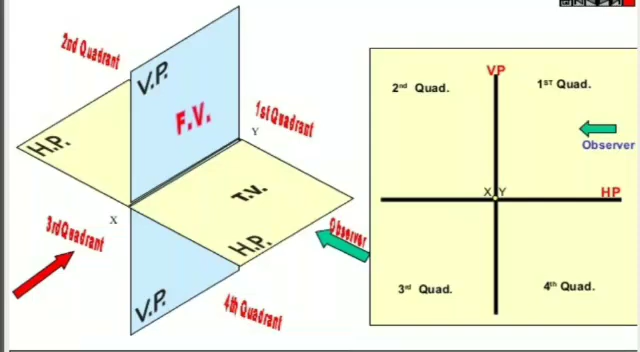 2nd Quadrant
V.P.
F.V.
1st Quadrant
Y
H.P.
T.V.
X
3rd Quadrant
H.P.
Observer
V.P.
4th Quadrant
VP
2nd Quad.
1ST Quad.
Observer
X Y
HP
3rd Quad.
4th Quad.